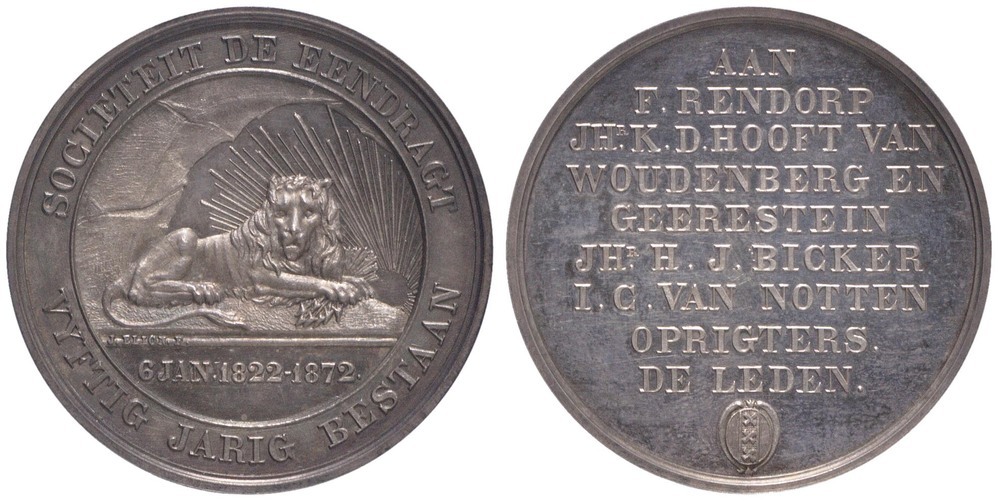 SOCIETEIT DE EENDRAGT
VYFTIG JARIG BESTAAN
J. ELION. F.
6 JAN. 1822-1872.
AAN
F. RENDORP
JHR. K. D. HOOFT VAN
WOUDENBERG EN
GEERESTEIN
JHR. H. J. BICKER
I. C. VAN NOTTEN
OPRIGTERS.
DE LEDEN.